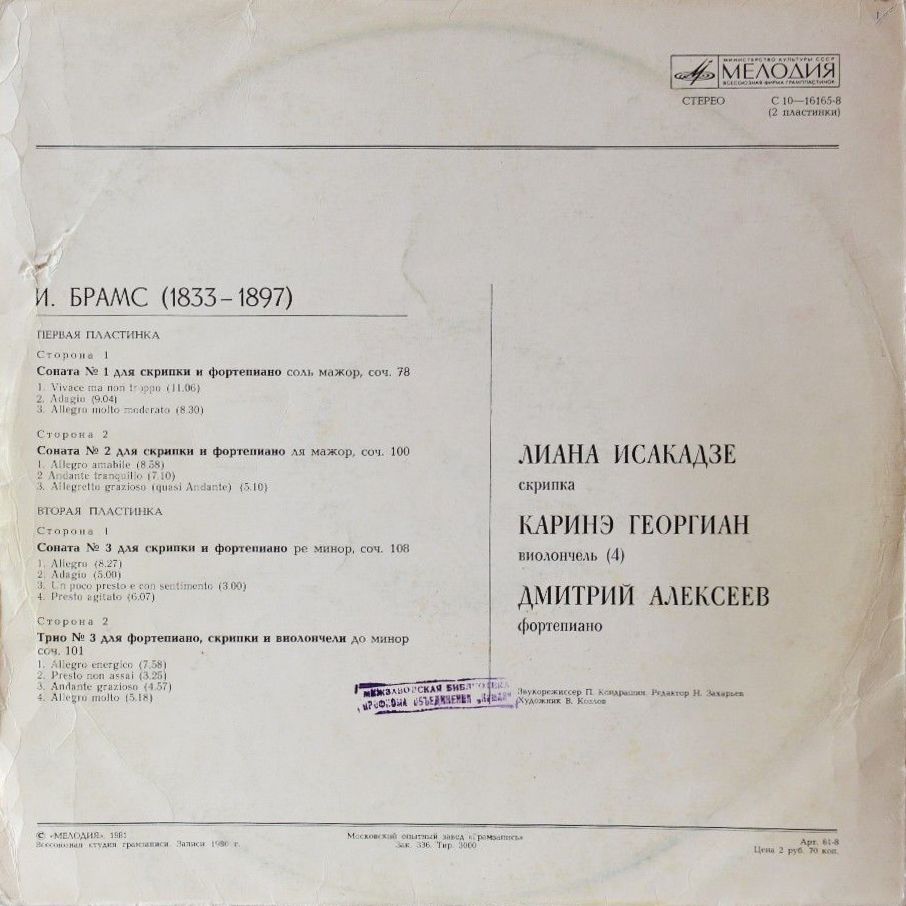 МИНИСТЕРСТВО КУЛЬТУРЫ СССР
МЕЛОДИЯ
ВСЕСОЮЗНАЯ ФИРМА ГРАМПЛАСТИНОК
СТЕРЕО
С 10—16165-8
(2 пластинки)
И. БРАМС (1833–1897)
ПЕРВАЯ ПЛАСТИНКА
Сторона 1
Соната № 1 для скрипки и фортепиано соль мажор, соч. 78
1. Vivace ma non troppo (11.06)
2. Adagio (9.04)
3. Allegro molto moderato (8.30)
Сторона 2
Соната № 2 для скрипки и фортепиано ля мажор, соч. 100
1. Allegro amabile (8.58)
2 Andante tranquillo (7.10)
3. Allegretto grazioso (quasi Andante) (5.10)
ВТОРАЯ ПЛАСТИНКА
Сторона 1
Соната № 3 для скрипки и фортепиано ре минор, соч. 108
1. Allegro (8.27)
2. Adagio (5.00)
3. Un poco presto e con sentimento (3.00)
4. Presto agitato (6.07)
Сторона 2
Трио № 3 для фортепиано, скрипки и виолончели до минор
соч. 101
1. Allegro energico (7.58)
2. Presto non assai (3.25)
3. Andante grazioso (4.57)
4. Allegro molto (5.18)
ЛИАНА ИСАКАДЗЕ
скрипка
КАРИНЭ ГЕОРГИАН
виолончель (4)
ДМИТРИЙ АЛЕКСЕЕВ
фортепиано
МЕЖЗАВОДСКАЯ БИБЛИОТЕКА
ПРОФКОМА ОБЪЕДИНЕНИЯ
Звукорежиссер П. Кондрашин. Редактор Н. Захарьев
Художник В. Козлов
© «МЕЛОДИЯ», 1981
Всесоюзная студия грамзаписи. Записи 1980 г.
Московский опытный завод «Грамзапись»
Зак. 336. Тир. 3000
Арт. 61-8
Цена 2 руб. 70 коп.